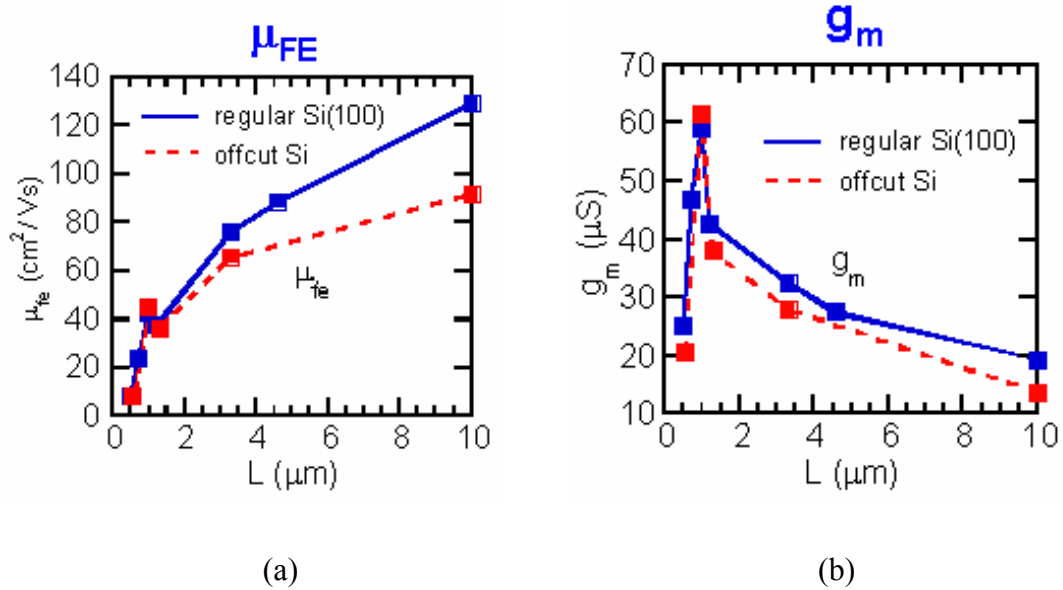 μFE
140
120
100
80
60
40
20
0
regular Si(100)
offcut Si
μfe
μfe (cm²/Vs)
0 2 4 6 8 10
L (μm)
(a)
gm
70
60
50
40
30
20
10
regular Si(100)
offcut Si
gm
gm (μS)
0 2 4 6 8 10
L (μm)
(b)